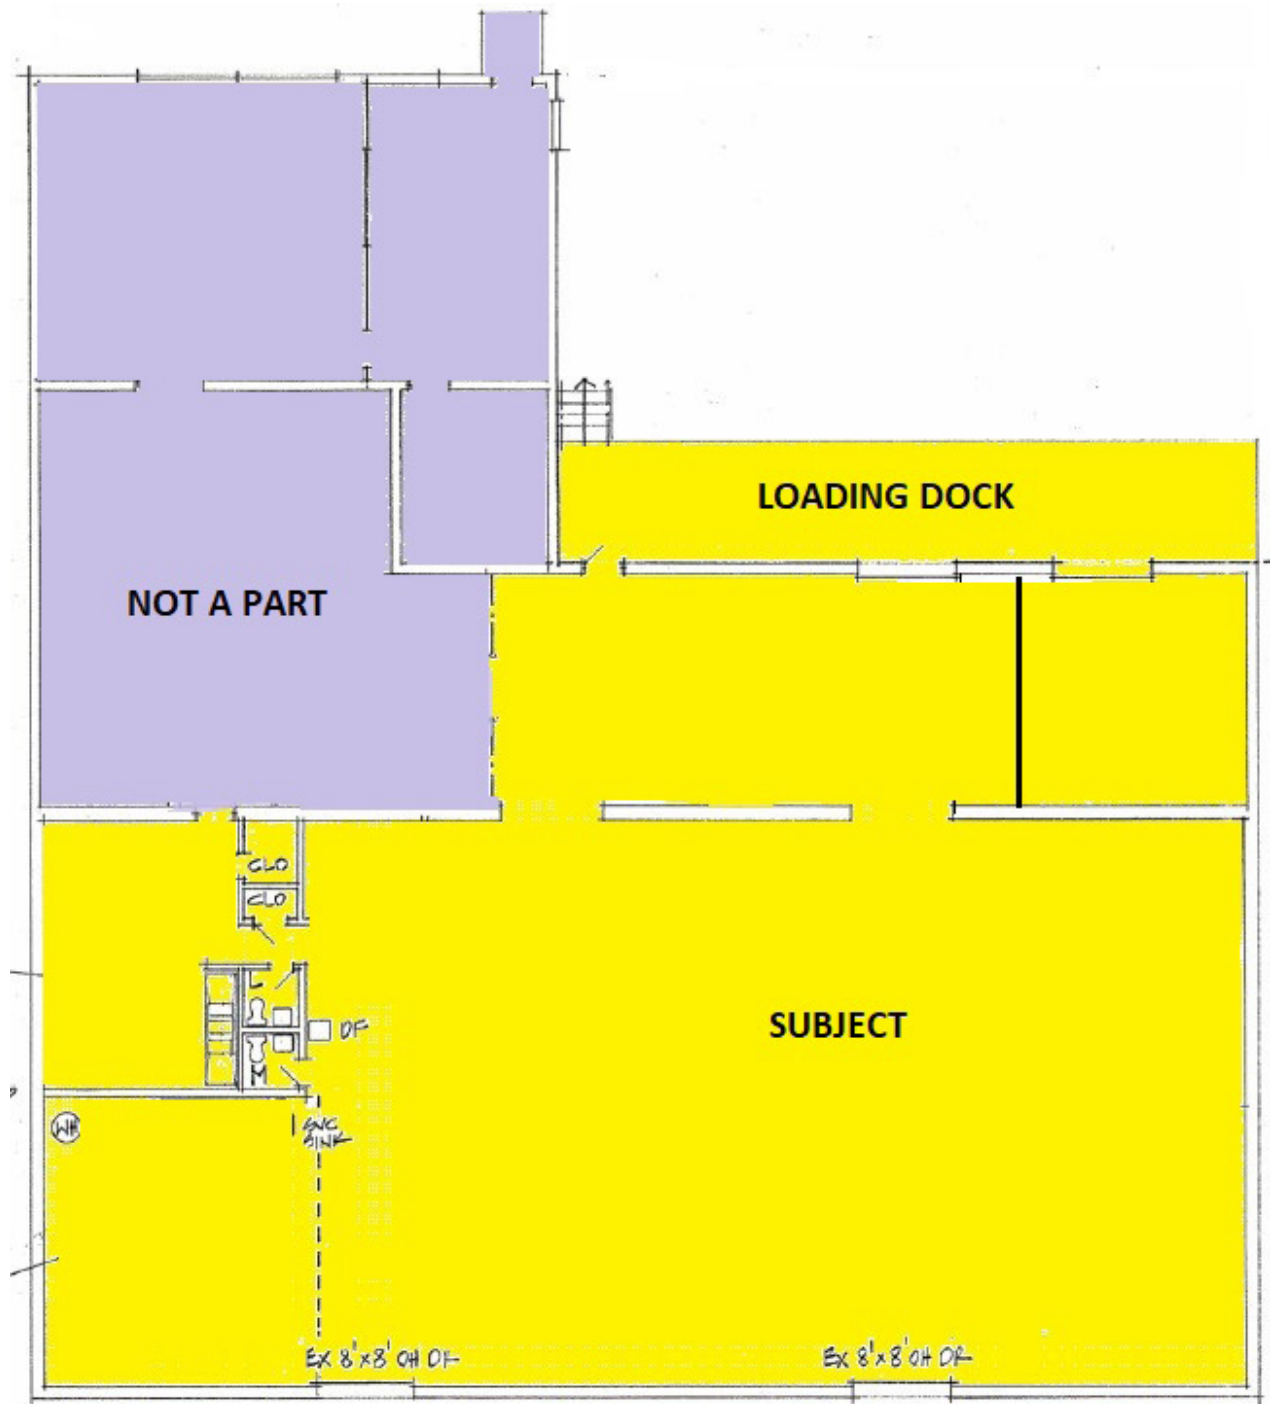 LOADING DOCK
NOT A PART
CLO
CLO
L
SUBJECT
DF
M
WH
SVC
SINK
EX 8'x8' OH DR
EX 8'x8' OH DR